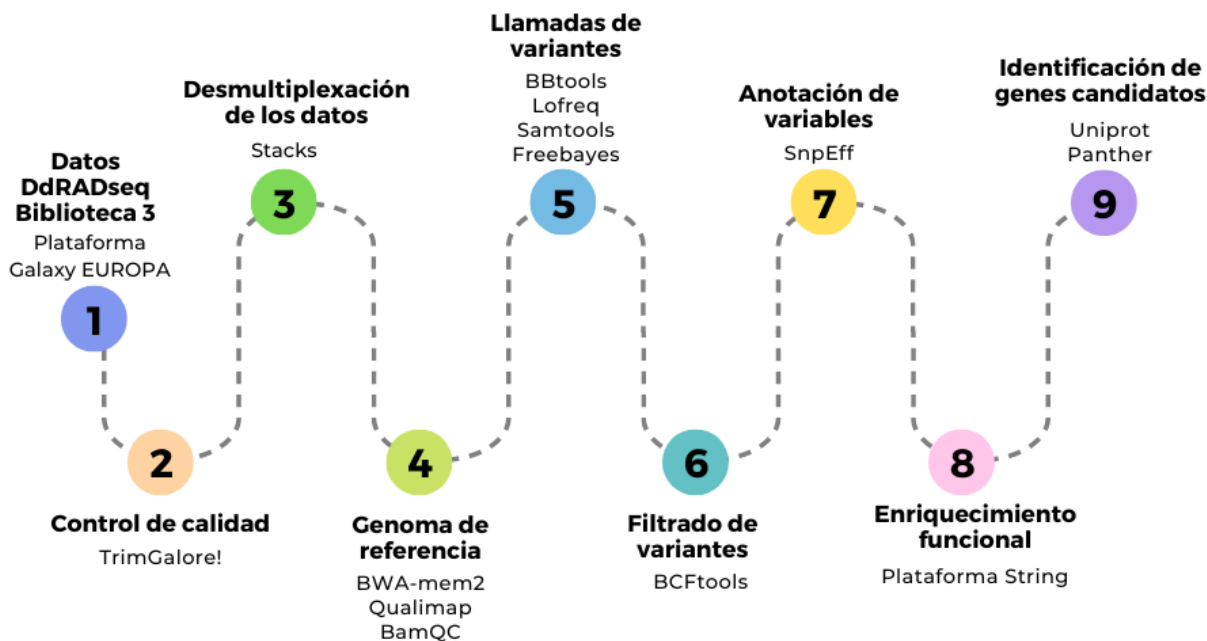 Datos
DdRADseq
Biblioteca 3
Plataforma
Galaxy EUROPA
1
2
Control de calidad
TrimGalore!
Desmultiplexación
de los datos
Stacks
3
4
Genoma de
referencia
BWA-mem2
Qualimap
BamQC
Llamadas de
variantes
BBtools
Lofreq
Samtools
Freebayes
5
6
Filtrado de
variantes
BCFtools
Anotación de
variables
SnpEff
7
8
Enriquecimiento
funcional
Plataforma String
Identificación de
genes candidatos
Uniprot
Panther
9